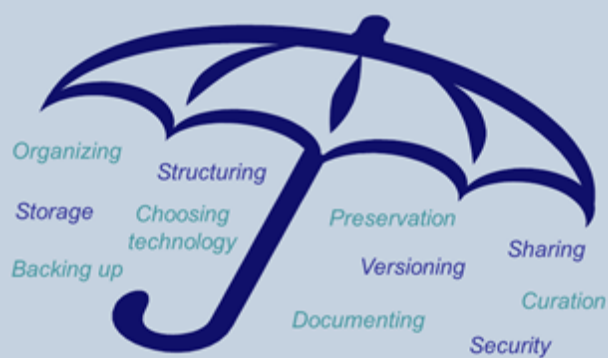 Organizing
Structuring
Storage
Choosing
technology
Backing up
Preservation
Versioning
Sharing
Documenting
Curation
Security